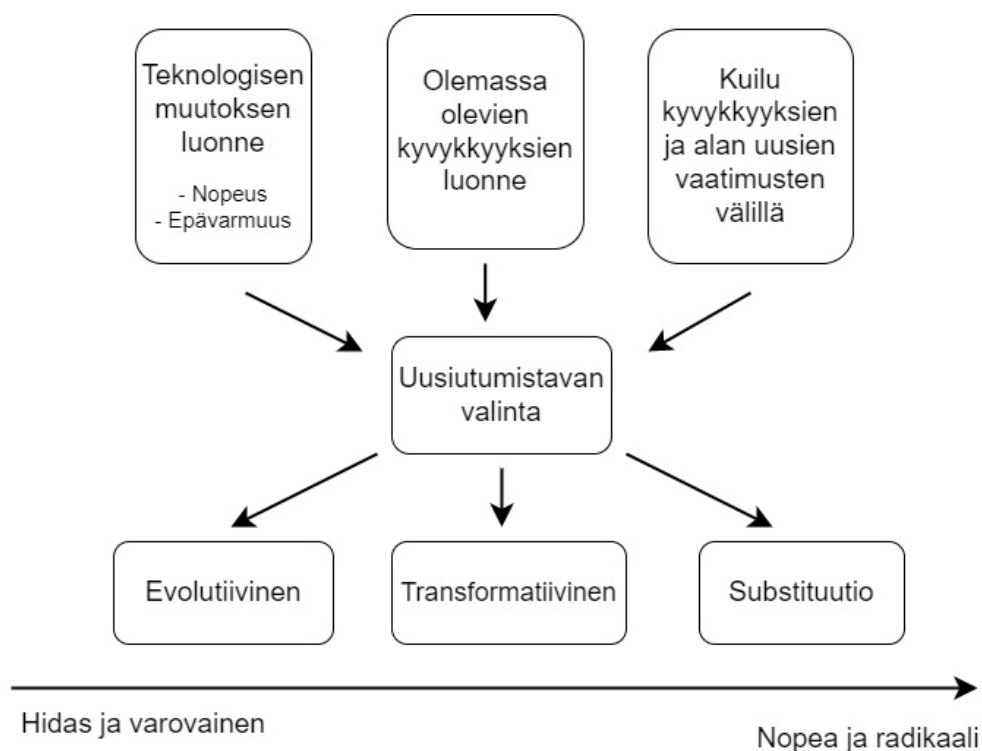 Teknologisen
muutoksen
luonne
- Nopeus
- Epävarmuus
Olemassa
olevien
kyvykkyyksien
luonne
Kuilu
kyvykkyyksien
ja alan uusien
vaatimusten
välillä
Uusiutumistavan
valinta
Evolutiivinen
Transformatiivinen
Substituutio
Hidas ja varovainen
Nopea ja radikaali